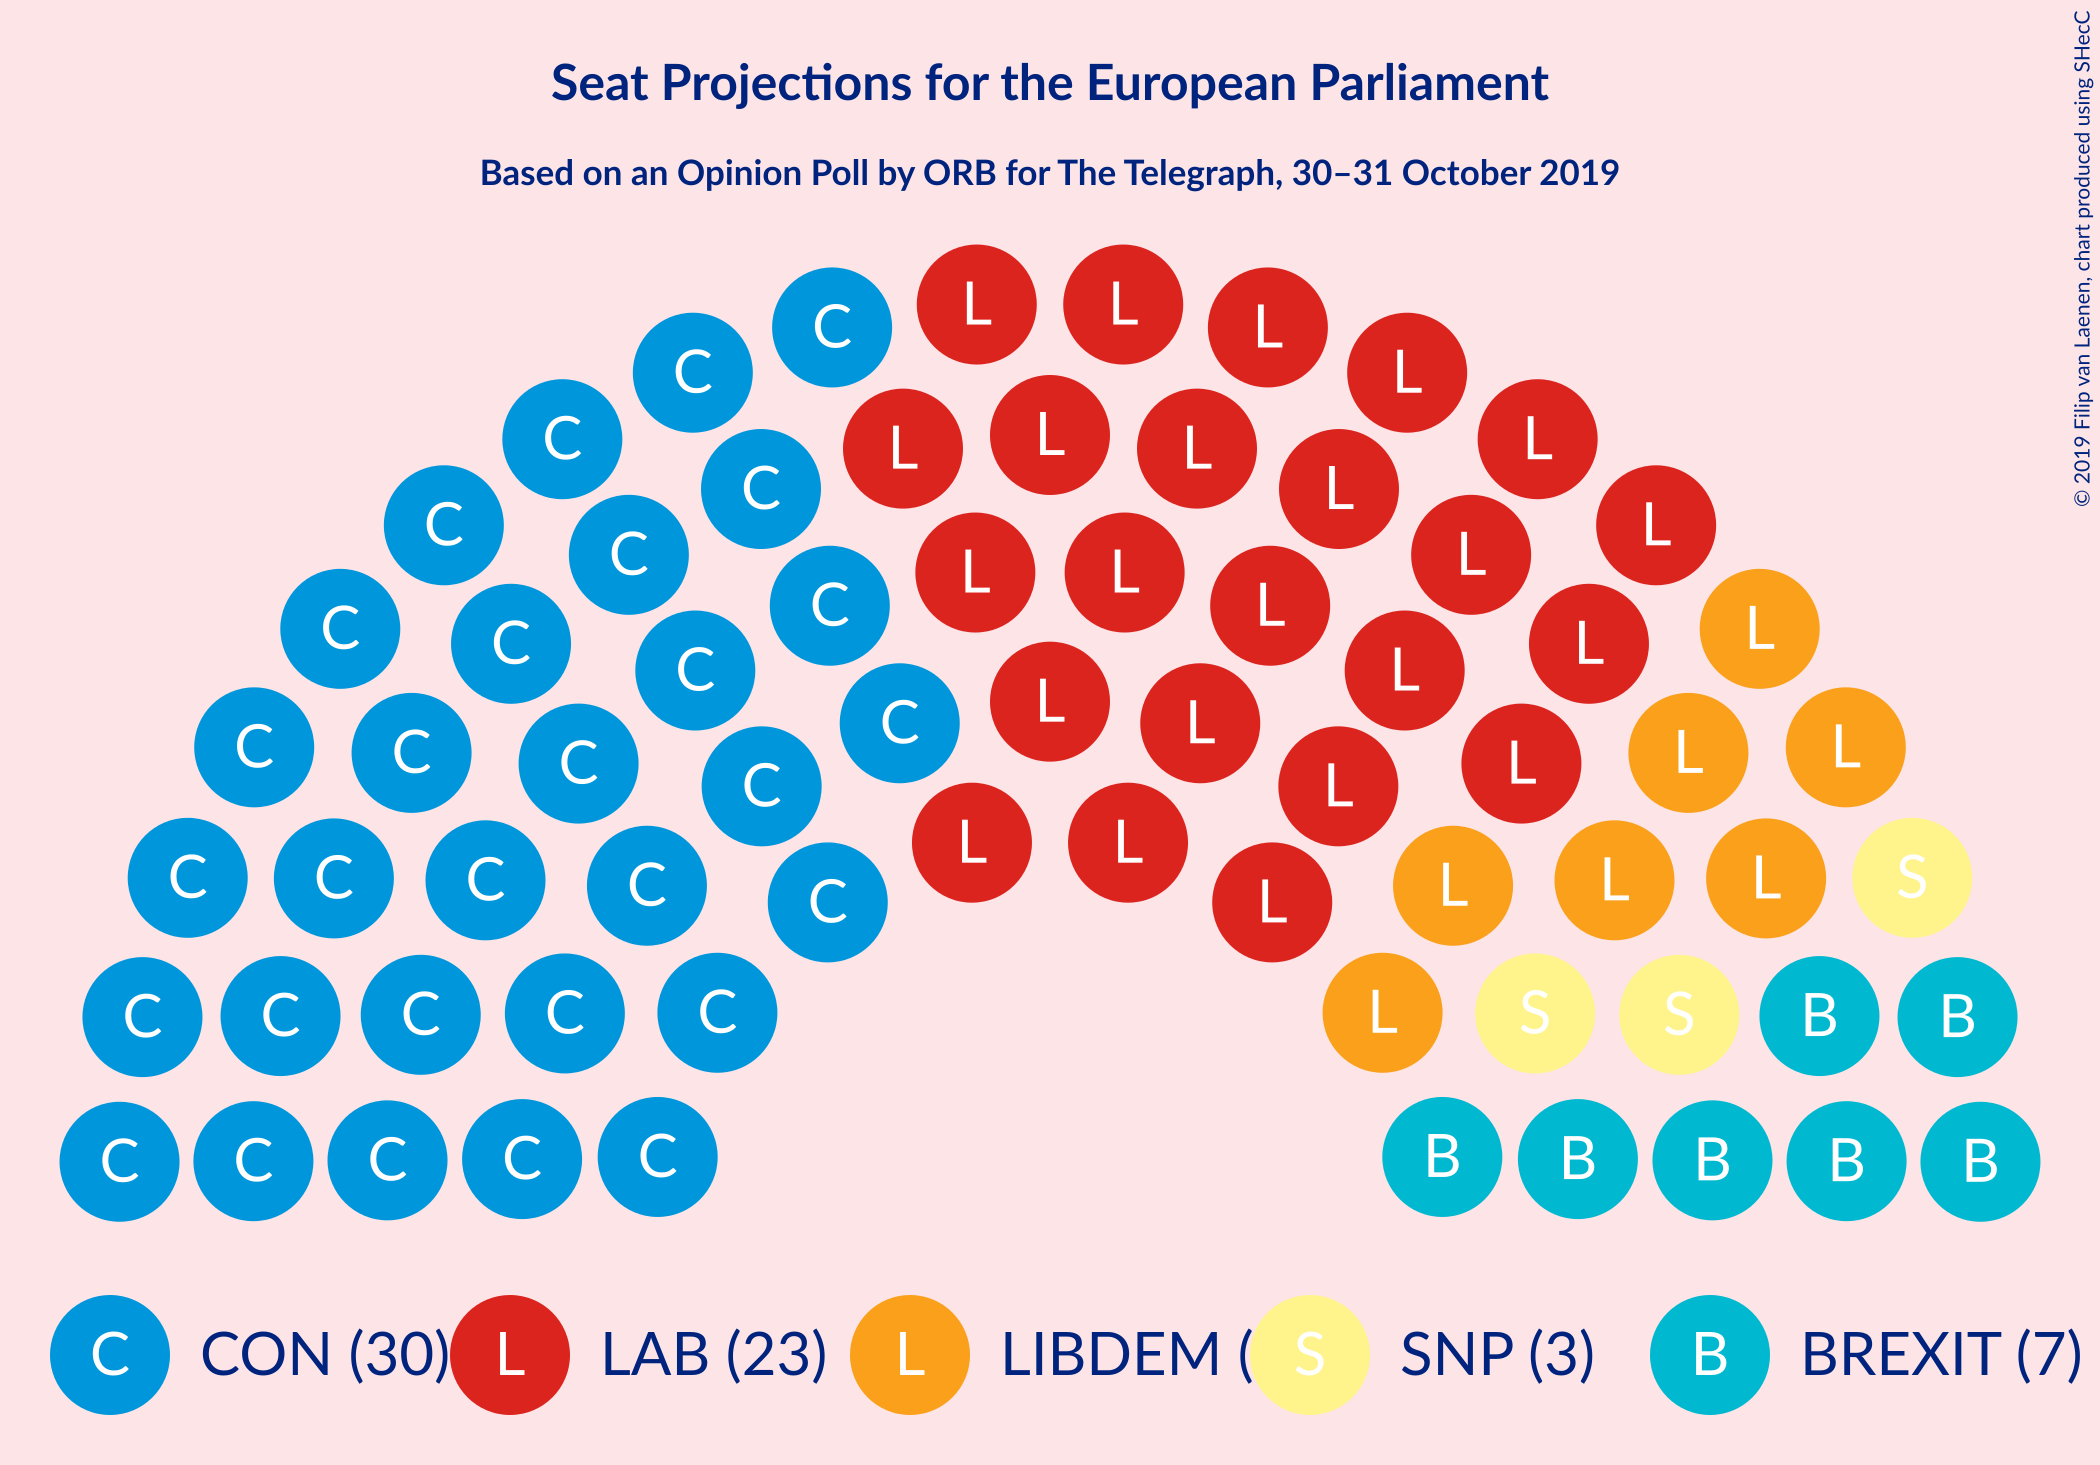 Seat Projections for the European Parliament
Based on an Opinion Poll by ORB for The Telegraph, 30–31 October 2019
© 2019 Filip van Laenen, chart produced using SHecC
L L
C L
C L
C L L L C L
C L
C L
C L L C L
C L
C L
C L C L
C L
C L
C L
C C L L
C L
C L
C C C C L L L S
C L
C C C C C L S S B B
C C C C C B B B B B
C CON (30) L LAB (23) L LIBDEM ( S SNP (3) B BREXIT (7)